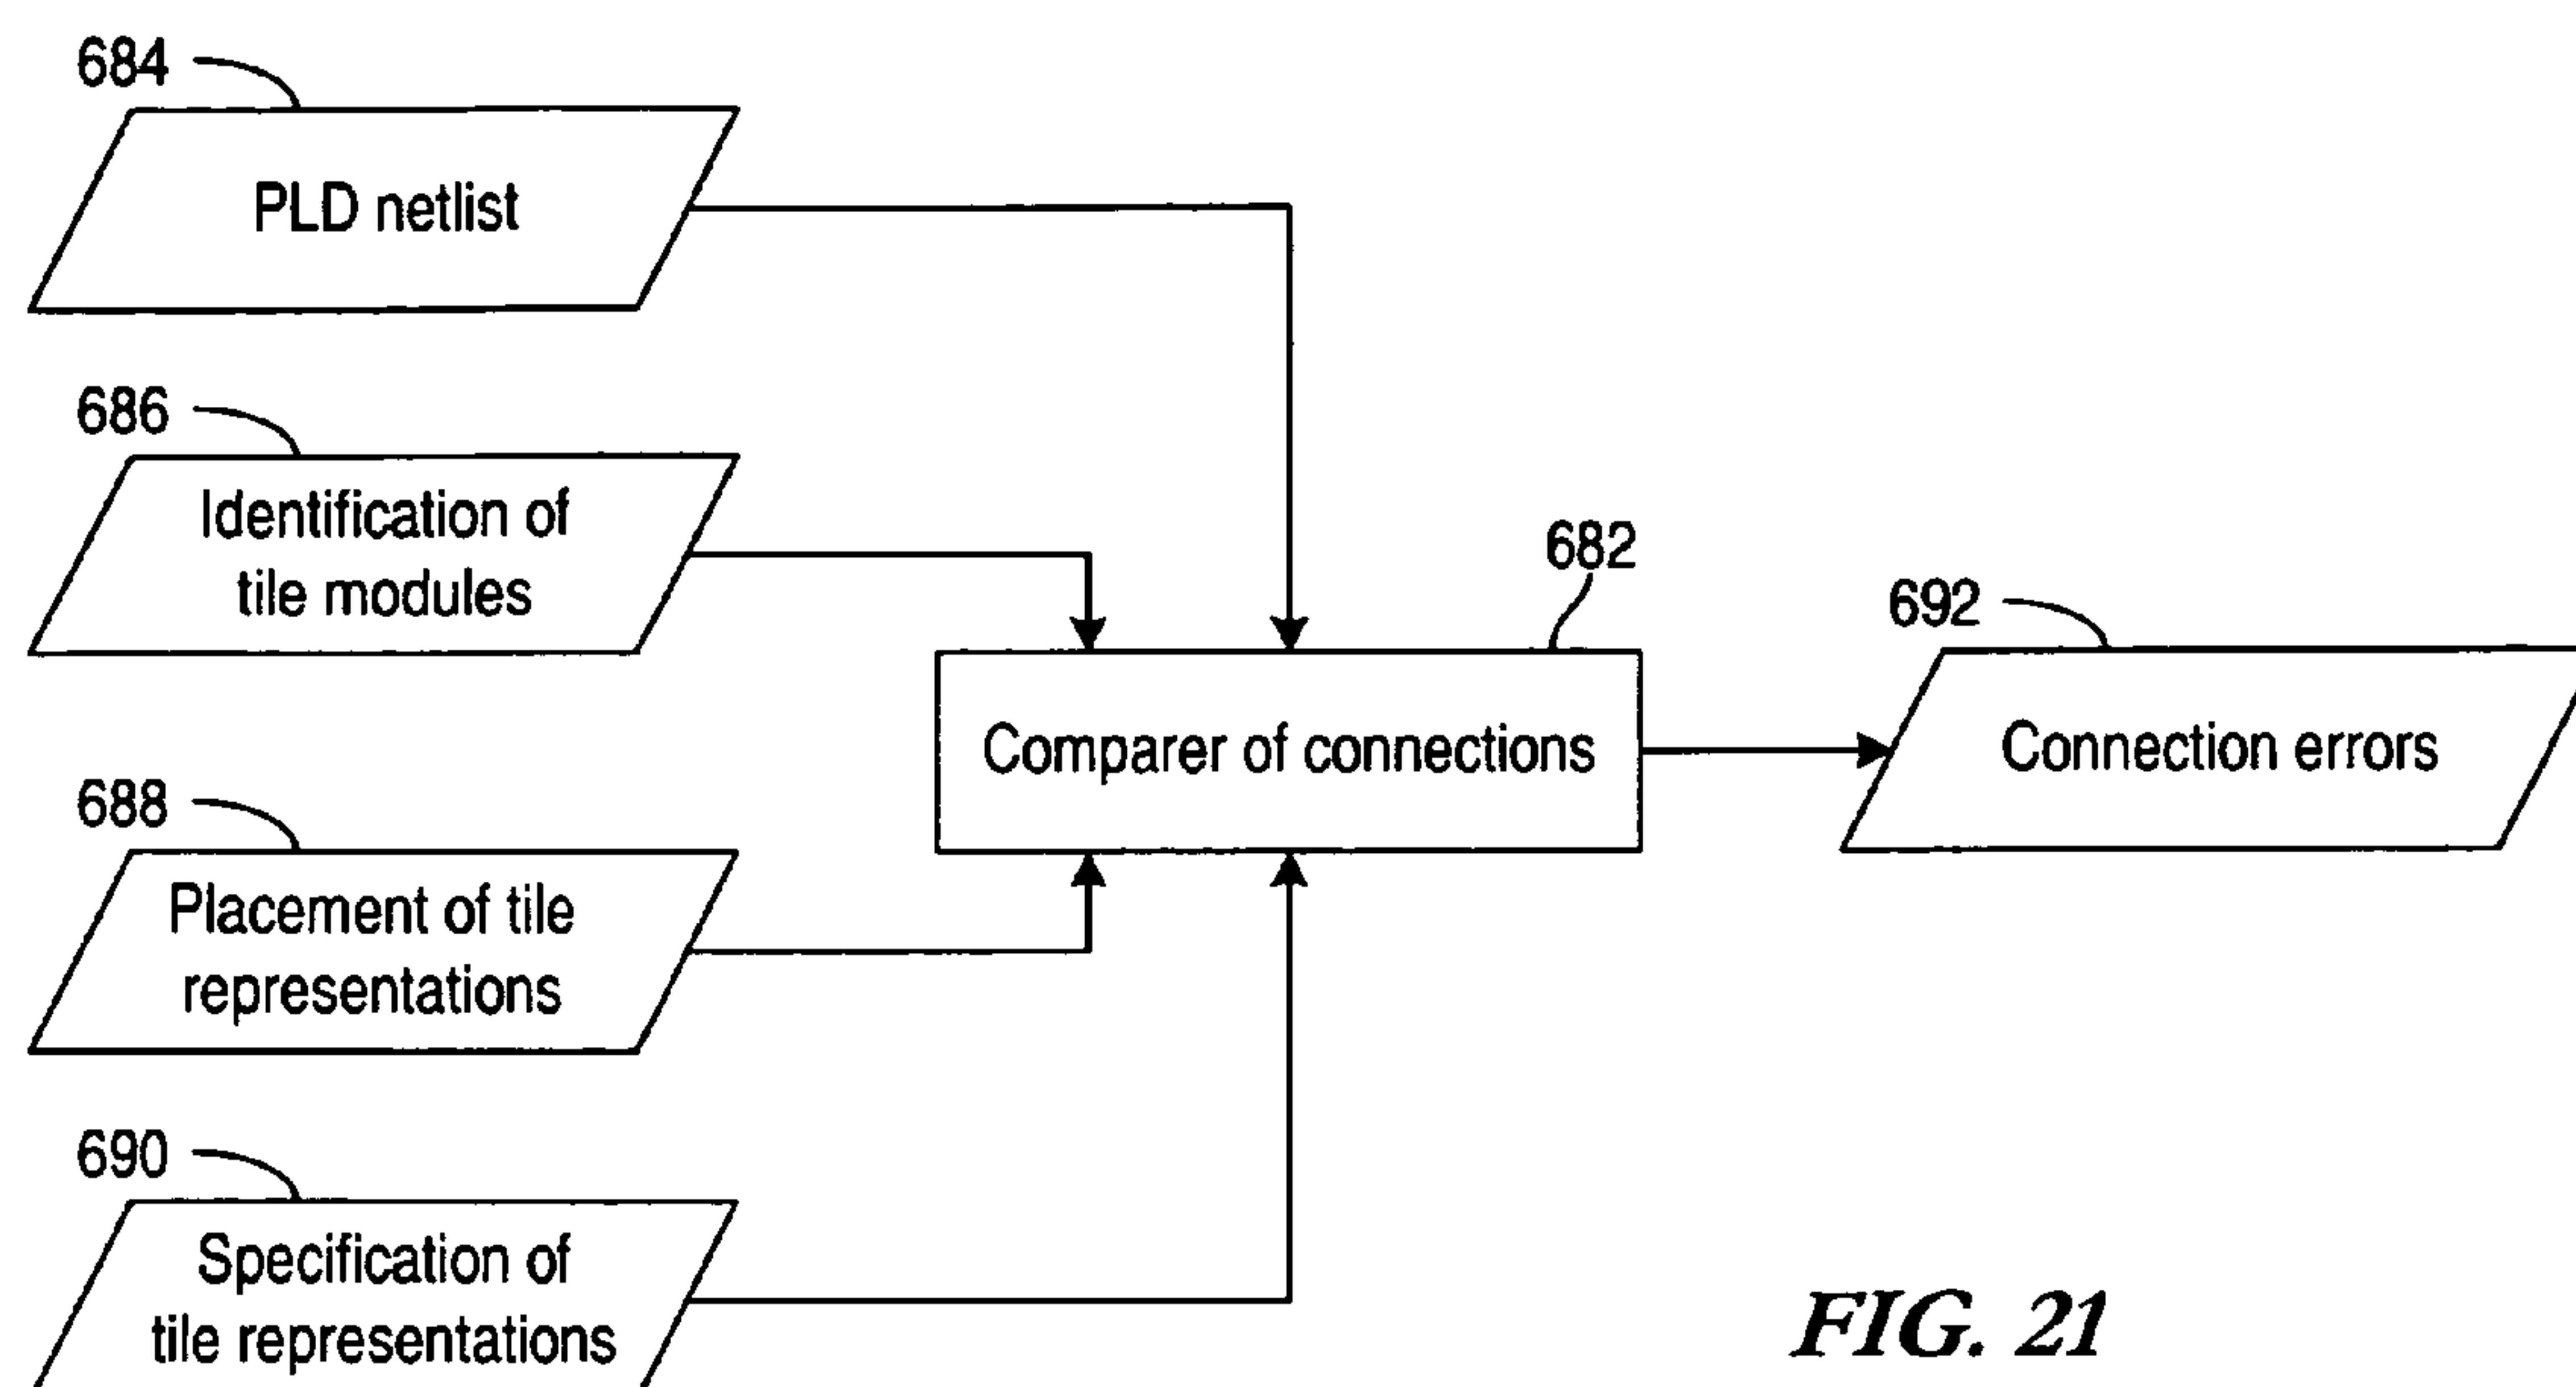 684
PLD netlist
686
Identification of
tile modules
682
692
Comparer of connections
Connection errors
688
Placement of tile
representations
690
Specification of
tile representations
FIG. 21